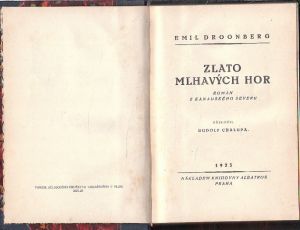 EMIL DROONBERG
ZLATO
MLHAVÝCH HOR
ROMÁN
Z KANADSKÉHO SEVERU
PŘELOŽIL
RUDOLF CHALUPA.
1925
NÁKLADEM KNIHOVNY ALBATROS
PRAHA